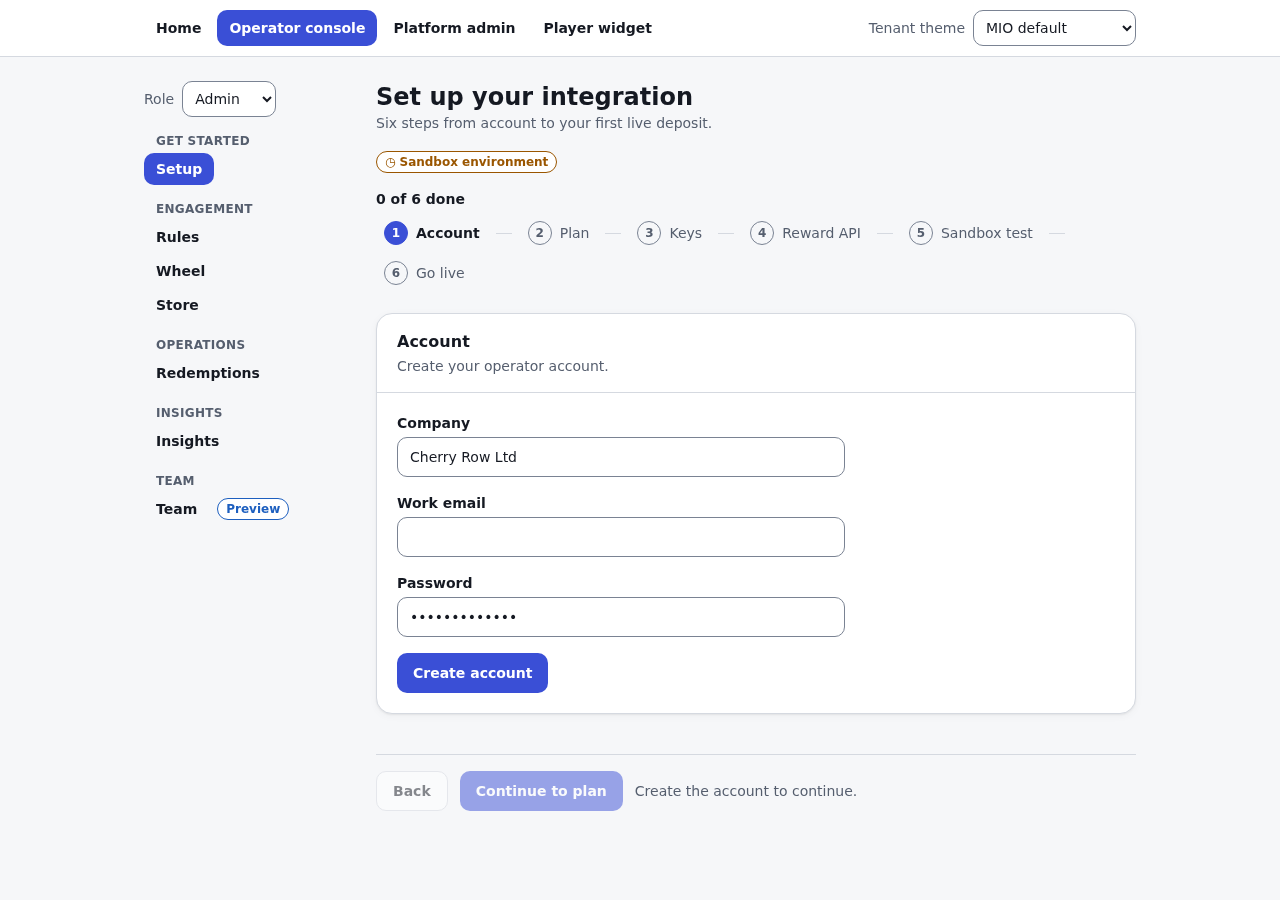 Home Operator console Platform admin Player widget Tenant theme MIO default
Role Admin
GET STARTED
Setup
ENGAGEMENT
Rules
Wheel
Store
OPERATIONS
Redemptions
INSIGHTS
Insights
TEAM
Team Preview
Set up your integration
Six steps from account to your first live deposit.
Sandbox environment
0 of 6 done
1 Account 2 Plan 3 Keys 4 Reward API 5 Sandbox test
6 Go live
Account
Create your operator account.
Company
Cherry Row Ltd
Work email
Password
•••••••••••••
Create account
Back Continue to plan Create the account to continue.